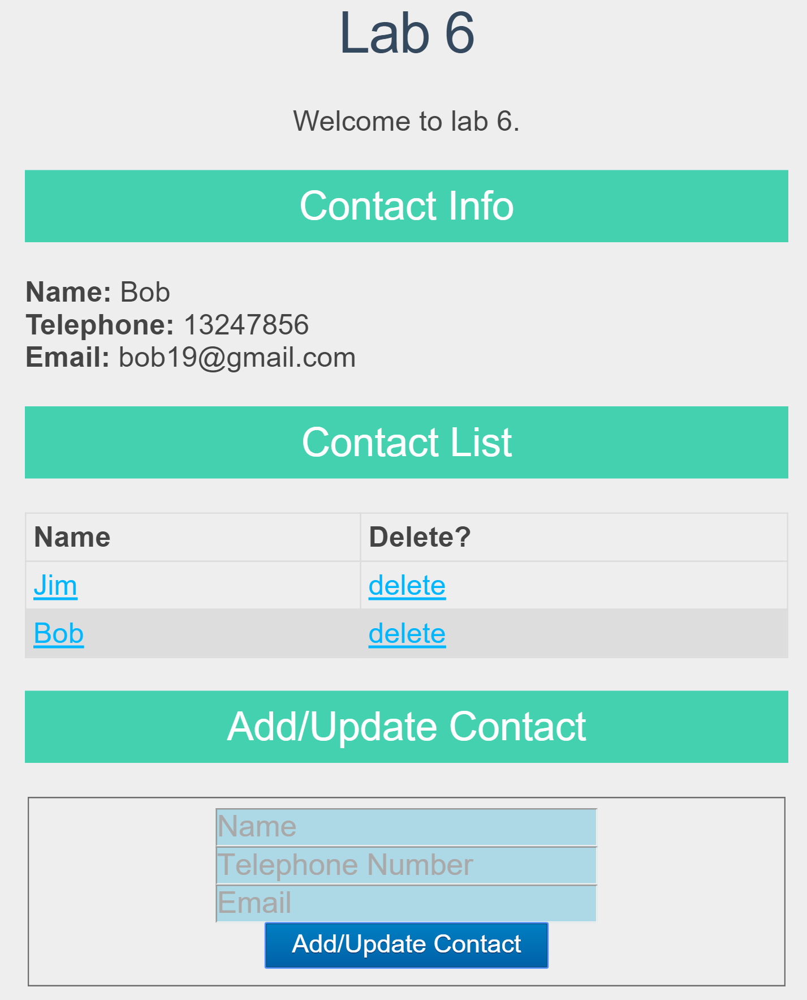 Lab 6
Welcome to lab 6.
Contact Info
Name: Bob
Telephone: 13247856
Email: bob19@gmail.com
Contact List
Name Delete?
Jim delete
Bob delete
Add/Update Contact
Name
Telephone Number
Email
Add/Update Contact